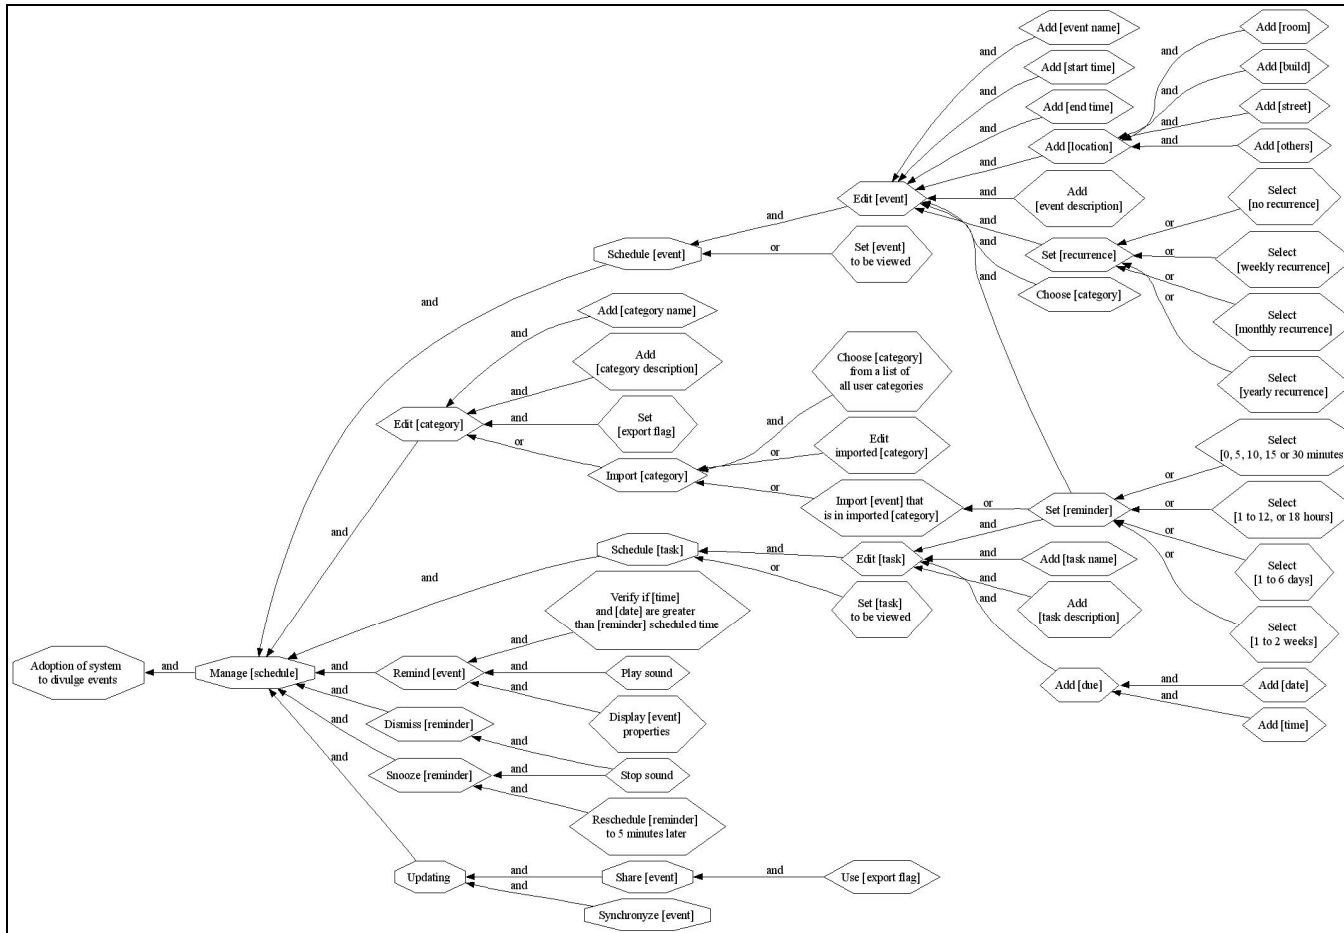 Add [event name]
and
Add [room]
and
Add [start time]
and
Add [build]
and
Add [end time]
and
Add [street]
and
Add [location]
and
Add [others]
and
Edit [event]
and
Add
[event description]
Select
[no recurrence]
and
Schedule [event]
or
Set [event]
to be viewed
and
Set [recurrence]
or
or
Select
[weekly recurrence]
and
Choose [category]
or
Select
[monthly recurrence]
or
Select
[yearly recurrence]
and
and
Add [category name]
and
Add
[category description]
and
Edit [category]
and
Set
[export flag]
or
Import [category]
Choose [category]
from a list of
all user categories
and
Edit
imported [category]
or
Import [event] that
is in imported [category]
or
or
Set [reminder]
Select
[0, 5, 10, 15 or 30 minutes
or
Select
[1 to 12, or 18 hours]
or
Select
[1 to 6 days]
or
Select
[1 to 2 weeks]
or
and
and
Schedule [task]
and
Edit [task]
and
Add [task name]
and
Add
[task description]
or
Set [task]
to be viewed
and
Add [due]
and
Add [date]
and
Add [time]
and
Verify if [time]
and [date] are greater
than [reminder] scheduled time
and
Adoption of system
to divulge events
and
Manage [schedule]
and
Remind [event]
and
Play sound
and
Display [event]
properties
and
Dismiss [reminder]
and
and
Snooze [reminder]
and
Stop sound
and
Reschedule [reminder]
to 5 minutes later
and
Updating
and
Share [event]
and
Use [export flag]
and
Synchronyze [event]